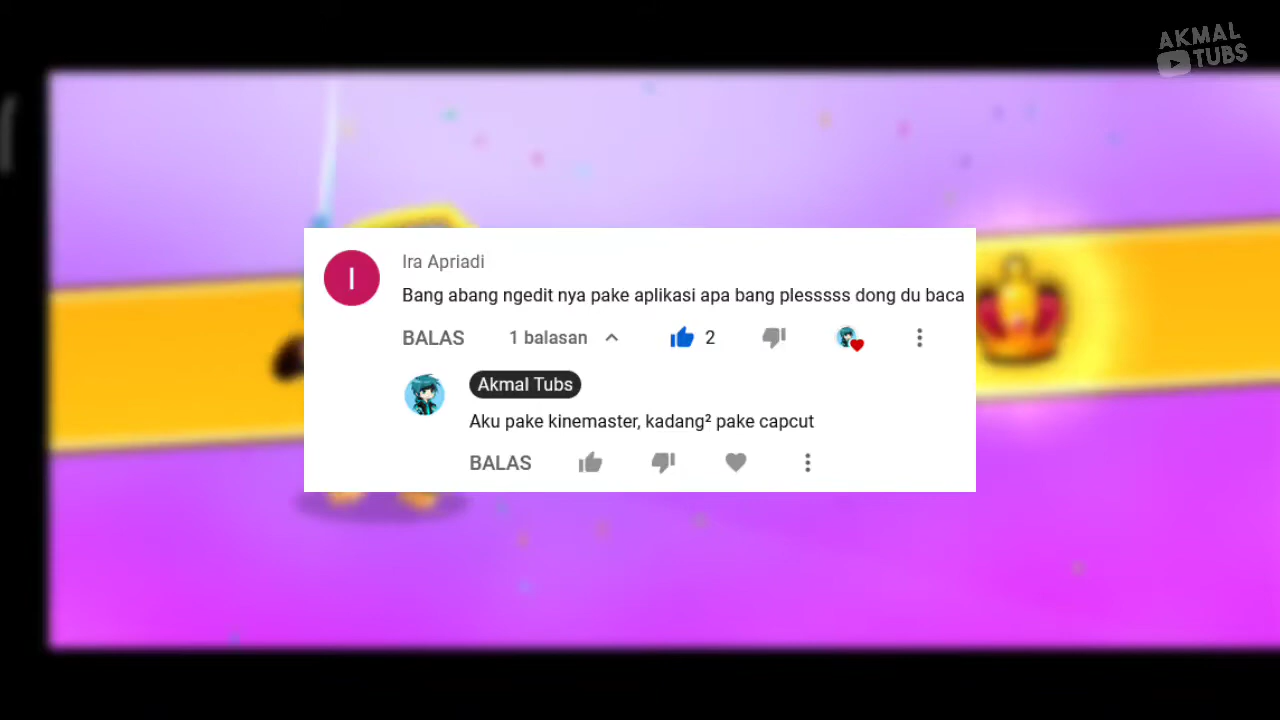 AKMAL
TUBS
I
Ira Apriadi
Bang abang ngedit nya pake aplikasi apa bang plesssss dong du baca
BALAS 1 balasan 2
Akmal Tubs
Aku pake kinemaster, kadang² pake capcut
BALAS